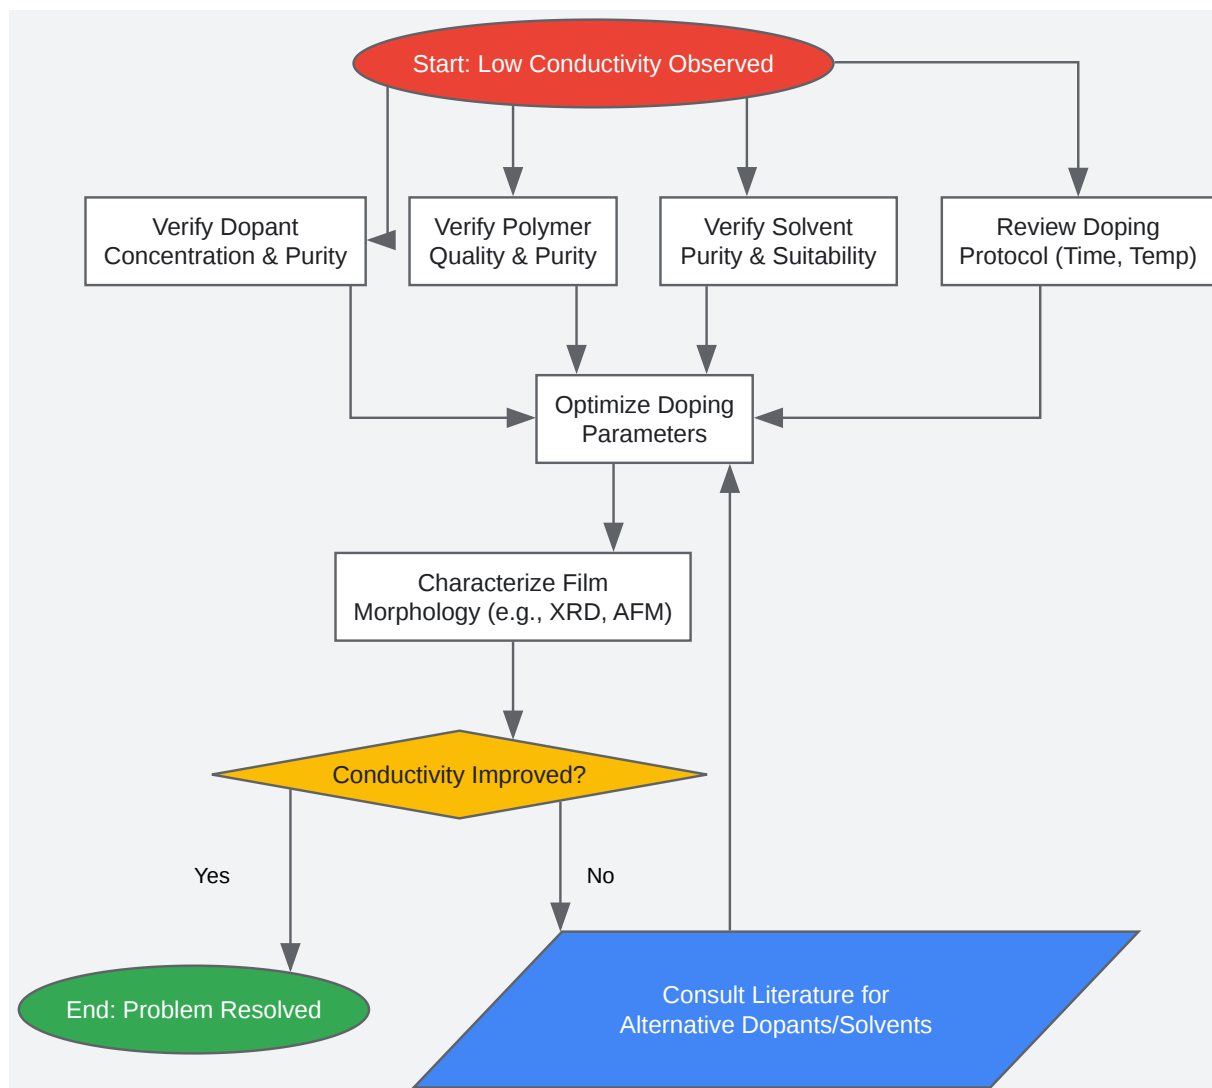 Start: Low Conductivity Observed
Verify Dopant
Concentration & Purity
Verify Polymer
Quality & Purity
Verify Solvent
Purity & Suitability
Review Doping
Protocol (Time, Temp)
Optimize Doping
Parameters
Characterize Film
Morphology (e.g., XRD, AFM)
Conductivity Improved?
Yes
No
End: Problem Resolved
Consult Literature for
Alternative Dopants/Solvents